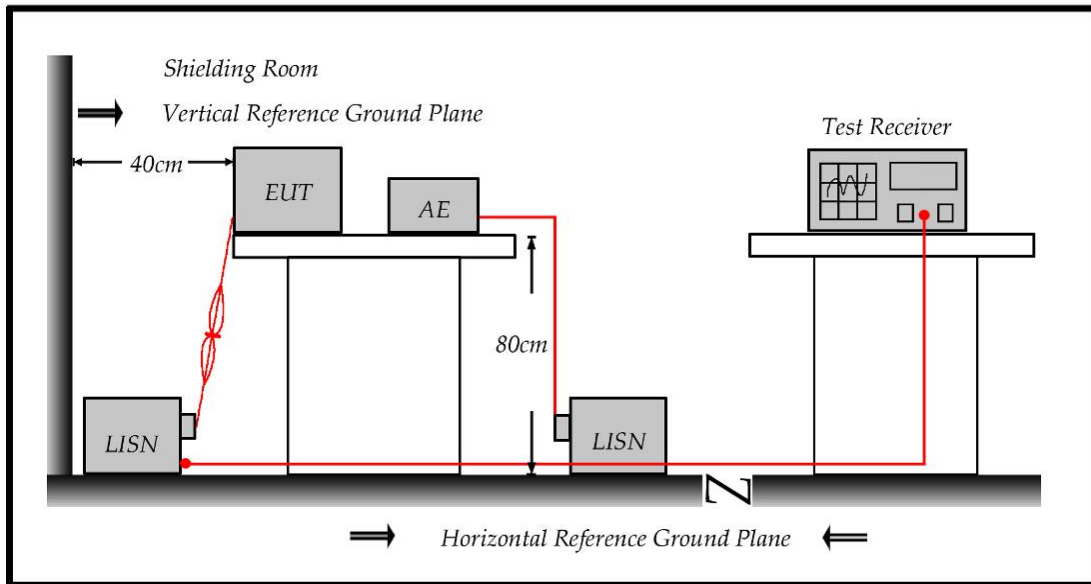 Shielding Room
Vertical Reference Ground Plane
Test Receiver
40cm
EUT
AE
80cm
LISN
LISN
Horizontal Reference Ground Plane